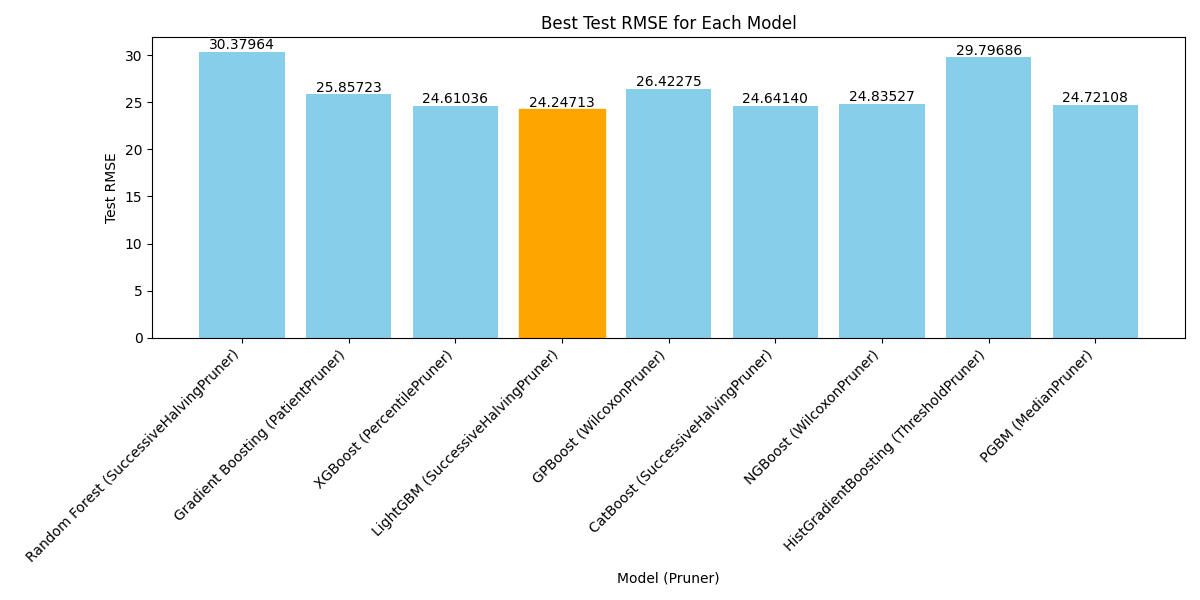 Best Test RMSE for Each Model
30.37964
25.85723
24.61036
24.24713
26.42275
24.64140
24.83527
29.79686
24.72108
30
25
20
15
10
5
0
Test RMSE
Random Forest (SuccessiveHalvingPruner)
Gradient Boosting (PatientPruner)
XGBoost (PercentilePruner)
LightGBM (SuccessiveHalvingPruner)
GPBoost (WilcoxonPruner)
CatBoost (SuccessiveHalvingPruner)
NGBoost (WilcoxonPruner)
HistGradientBoosting (ThresholdPruner)
PGBM (MedianPruner)
Model (Pruner)